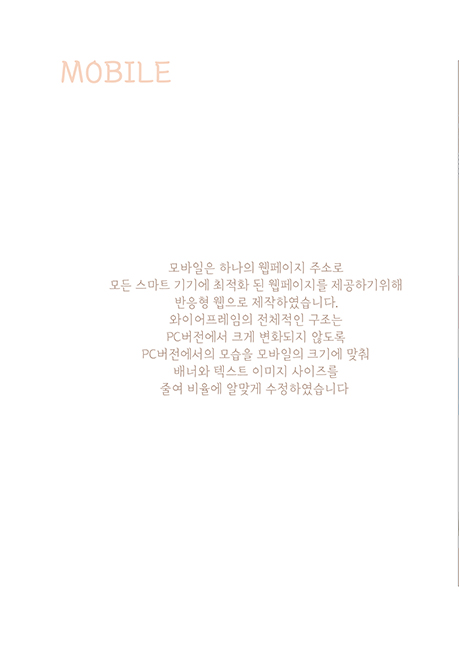 MOBILE
모바일은 하나의 웹페이지 주소로
모든 스마트 기기에 최적화 된 웹페이지를 제공하기위해
반응형 웹으로 제작하였습니다.
와이어프레임의 전체적인 구조는
PC버전에서 크게 변화되지 않도록
PC버전에서의 모습을 모바일의 크기에 맞춰
배너와 텍스트 이미지 사이즈를
줄여 비율에 알맞게 수정하였습니다